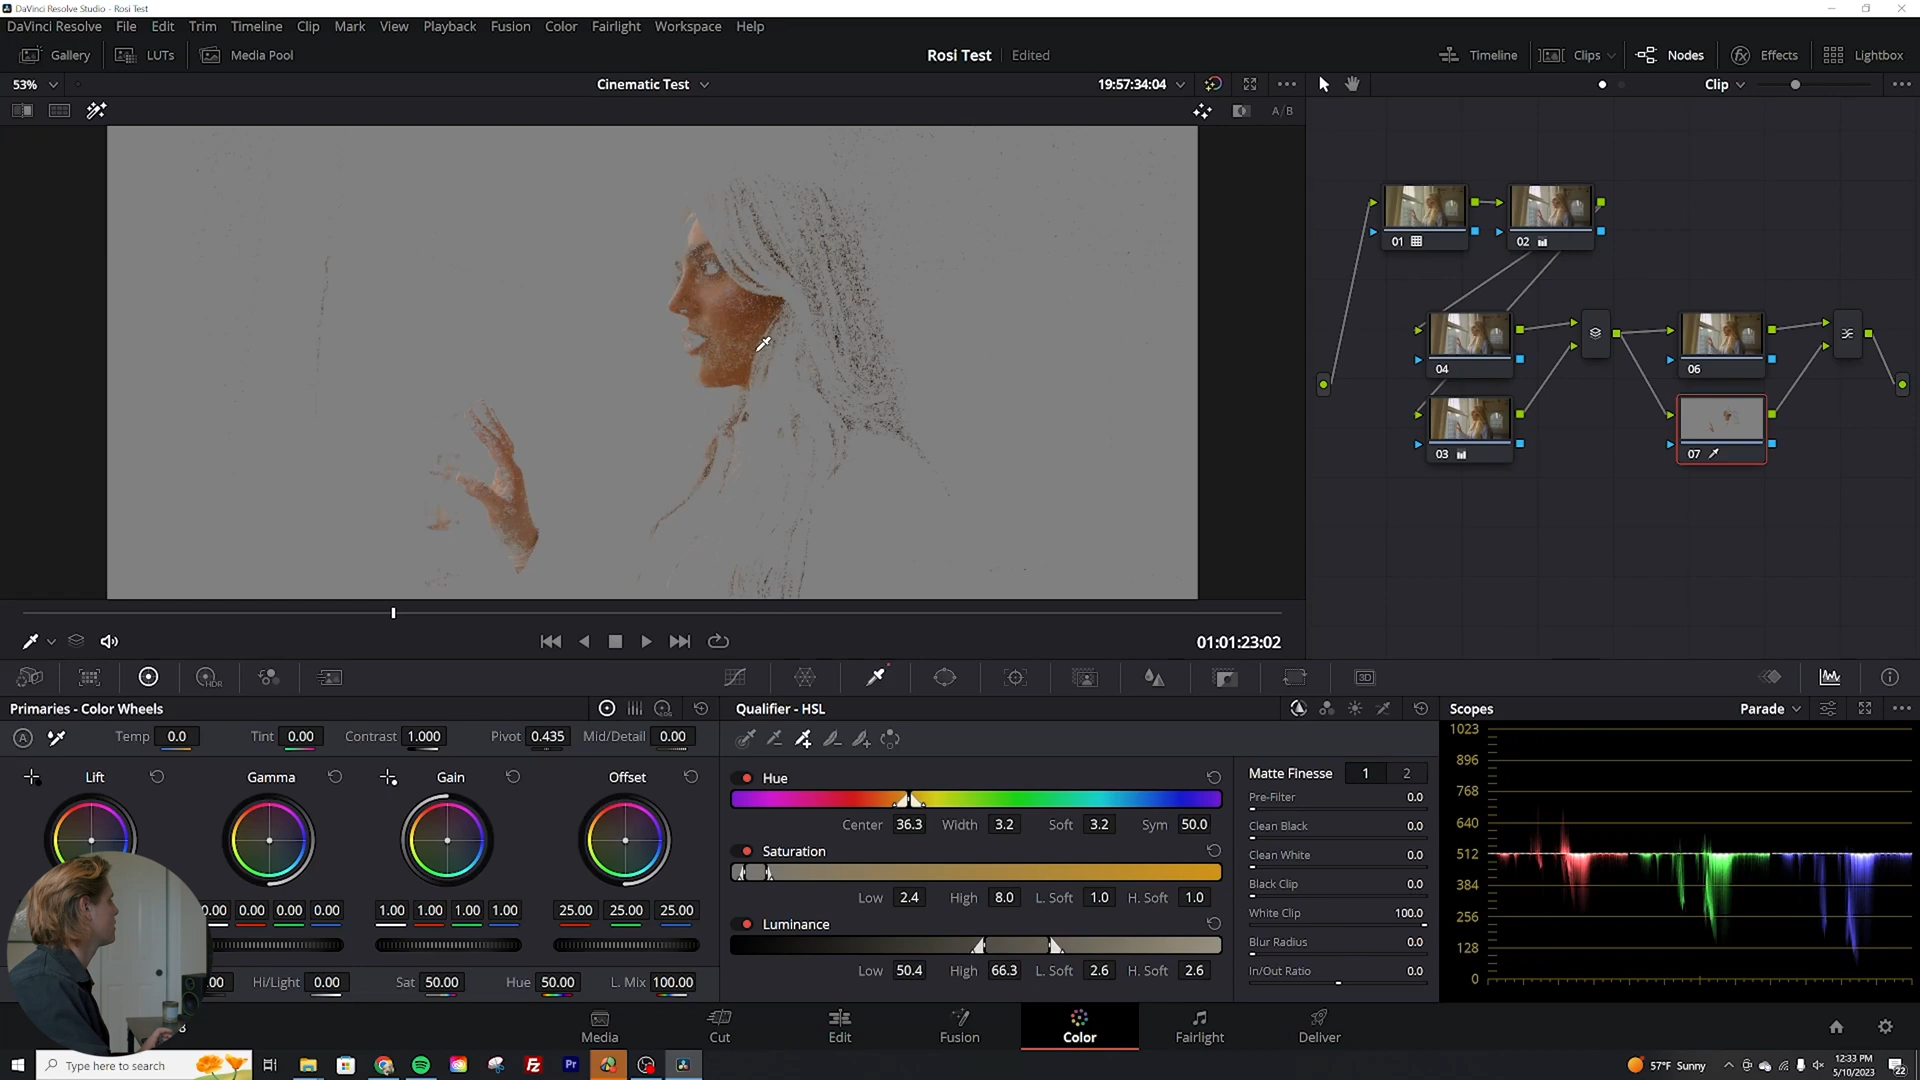 DaVinci Resolve Studio - Rosi Test
DaVinci Resolve File Edit Trim Timeline Clip Mark View Playback Fusion Color Fairlight Workspace Help
Gallery LUTs Media Pool Rosi Test Edited Timeline Clips Nodes Effects Lightbox
53% Cinematic Test 19:57:34:04 Clip
A/B
01 02
04 06
03 07
01:01:23:02
HDR 3D
Primaries - Color Wheels Qualifier - HSL Scopes Parade
A Temp 0.0 Tint 0.00 Contrast 1.000 Pivot 0.435 Mid/Detail 0.00
Lift Gamma Gain Offset
0.00 0.00 0.00 0.00 1.00 1.00 1.00 1.00 25.00 25.00 25.00
.00 Hi/Light 0.00 Sat 50.00 Hue 50.00 L. Mix 100.00
Hue
Center 36.3 Width 3.2 Soft 3.2 Sym 50.0
Saturation
Low 2.4 High 8.0 L. Soft 1.0 H. Soft 1.0
Luminance
Low 50.4 High 66.3 L. Soft 2.6 H. Soft 2.6
Matte Finesse 1 2
Pre-Filter 0.0
Clean Black 0.0
Clean White 0.0
Black Clip 0.0
White Clip 100.0
Blur Radius 0.0
In/Out Ratio 0.0
1023
896
768
640
512
384
256
128
0
Media Cut Edit Fusion Color Fairlight Deliver
Type here to search Fz Pr 57°F Sunny 12:33 PM
5/10/2023 22